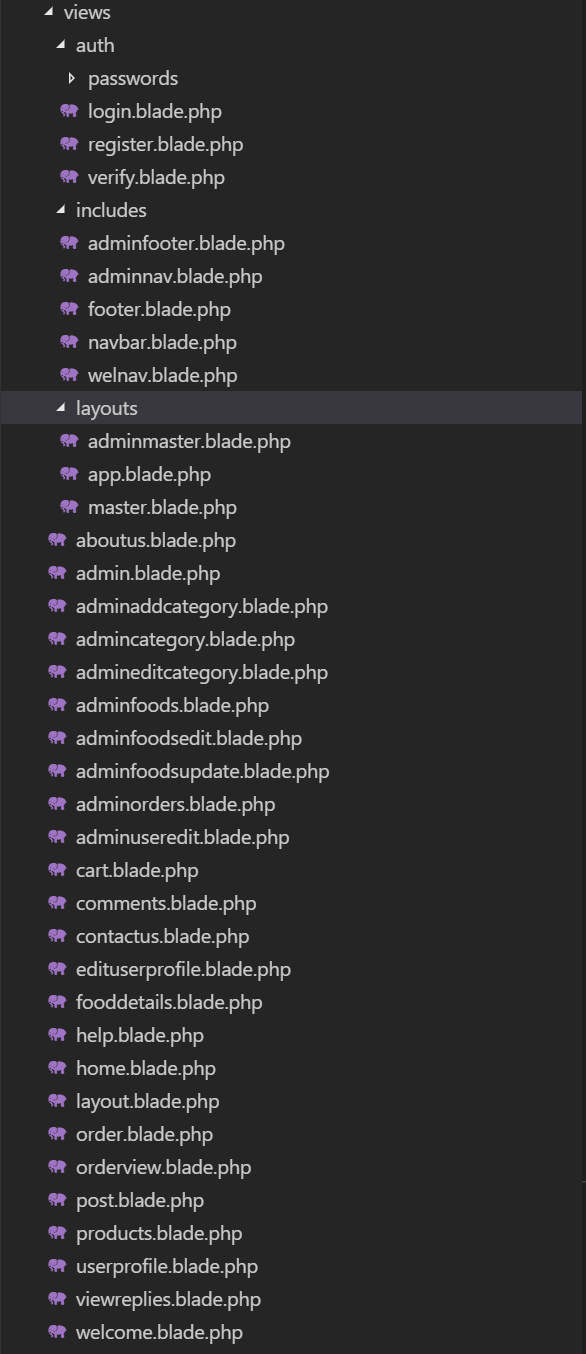 views
auth
passwords
login.blade.php
register.blade.php
verify.blade.php
includes
adminfooter.blade.php
adminnav.blade.php
footer.blade.php
navbar.blade.php
welnav.blade.php
layouts
adminmaster.blade.php
app.blade.php
master.blade.php
aboutus.blade.php
admin.blade.php
adminaddcategory.blade.php
admincategory.blade.php
admineditcategory.blade.php
adminfoods.blade.php
adminfoodsedit.blade.php
adminfoodsupdate.blade.php
adminorders.blade.php
adminuseredit.blade.php
cart.blade.php
comments.blade.php
contactus.blade.php
edituserprofile.blade.php
fooddetails.blade.php
help.blade.php
home.blade.php
layout.blade.php
order.blade.php
orderview.blade.php
post.blade.php
products.blade.php
userprofile.blade.php
viewreplies.blade.php
welcome.blade.php